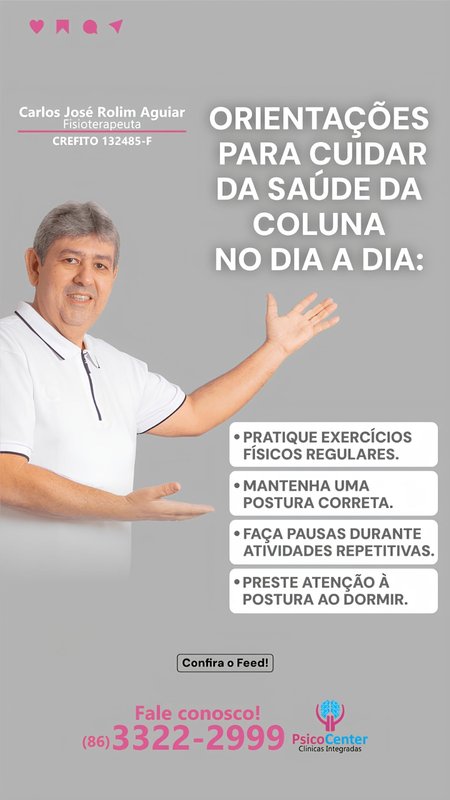 Carlos José Rolim Aguiar
Fisioterapeuta
CREFITO 132485-F
ORIENTAÇÕES
PARA CUIDAR
DA SAÚDE DA
COLUNA
NO DIA A DIA:
• PRATIQUE EXERCÍCIOS
FÍSICOS REGULARES.
• MANTENHA UMA
POSTURA CORRETA.
• FAÇA PAUSAS DURANTE
ATIVIDADES REPETITIVAS.
• PRESTE ATENÇÃO À
POSTURA AO DORMIR.
Confira o Feed!
Fale conosco!
(86) 3322-2999
PsicoCenter
Clínicas Integradas